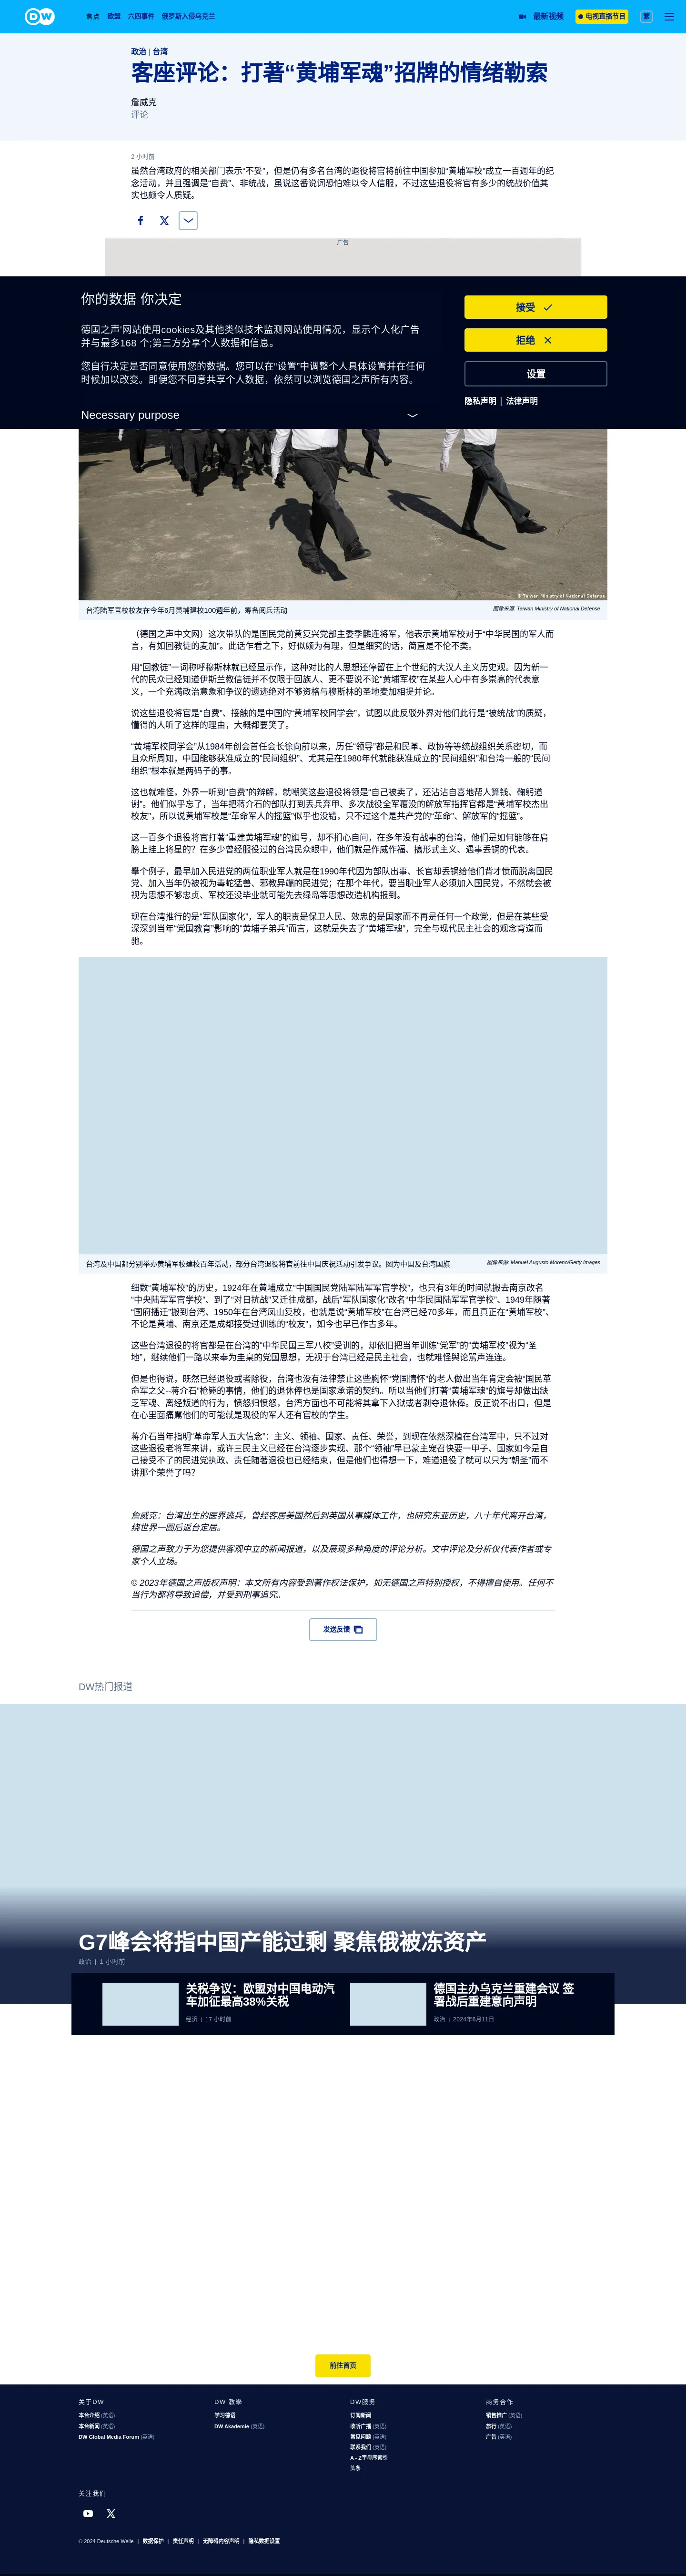 DW
焦点 欧盟 六四事件 俄罗斯入侵乌克兰 最新视频 电视直播节目 繁
政治 | 台湾
客座评论：打著“黄埔军魂”招牌的情绪勒索
詹威克
评论
2 小时前
虽然台湾政府的相关部门表示“不妥”，但是仍有多名台湾的退役将官将前往中国参加“黄埔军校”成立一百週年的纪
念活动，并且强调是“自费”、非统战，虽说这番说词恐怕难以令人信服，不过这些退役将官有多少的统战价值其
实也颇令人质疑。
广告
你的数据 你决定
德国之声'网站使用cookies及其他类似技术监测网站使用情况，显示个人化广告
并与最多168 个;第三方分享个人数据和信息。
您自行决定是否同意使用您的数据。您可以在“设置”中调整个人具体设置并在任何
时候加以改变。即便您不同意共享个人数据，依然可以浏览德国之声所有内容。
Necessary purpose
接受
拒绝
设置
隐私声明 | 法律声明
© Taiwan Ministry of National Defense
台湾陆军官校校友在今年6月黄埔建校100週年前，筹备阅兵活动
图像来源: Taiwan Ministry of National Defense
（德国之声中文网）这次带队的是国民党前黄复兴党部主委季麟连将军，他表示黄埔军校对于“中华民国的军人而
言，有如回教徒的麦加”。此话乍看之下，好似颇为有理，但是细究的话，简直是不伦不类。
用“回教徒”一词称呼穆斯林就已经显示作，这种对比的人思想还停留在上个世纪的大汉人主义历史观。因为新一
代的民众已经知道伊斯兰教信徒并不仅限于回族人、更不要说不论“黄埔军校”在某些人心中有多崇高的代表意
义，一个充满政治意象和争议的遗迹绝对不够资格与穆斯林的圣地麦加相提并论。
说这些退役将官是“自费”、接触的是中国的“黄埔军校同学会”，试图以此反驳外界对他们此行是“被统战”的质疑，
懂得的人听了这样的理由，大概都要笑了。
“黄埔军校同学会”从1984年创会首任会长徐向前以来，历任“领导”都是和民革、政协等等统战组织关系密切，而
且众所周知，中国能够获准成立的“民间组织”、尤其是在1980年代就能获准成立的“民间组织”和台湾一般的“民间
组织”根本就是两码子的事。
这也就难怪，外界一听到“自费”的辩解，就嘲笑这些退役将领是“自己被卖了，还沾沾自喜地帮人算钱、鞠躬道
谢”。他们似乎忘了，当年把蒋介石的部队打到丢兵弃甲、多次战役全军覆没的解放军指挥官都是“黄埔军校杰出
校友”，所以说黄埔军校是“革命军人的摇篮”似乎也没错，只不过这个是共产党的“革命”、解放军的“摇篮”。
这一百多个退役将官打著“重建黄埔军魂”的旗号，却不扪心自问，在多年没有战事的台湾，他们是如何能够在肩
膀上挂上将星的？在多少曾经服役过的台湾民众眼中，他们就是作威作福、搞形式主义、遇事丢锅的代表。
舉个例子，最早加入民进党的两位职业军人就是在1990年代因为部队出事、长官却丢锅给他们背才愤而脱离国民
党、加入当年仍被视为毒蛇猛兽、邪教异端的民进党；在那个年代，要当职业军人必须加入国民党，不然就会被
视为思想不够忠贞、军校还没毕业就可能先去绿岛等思想改造机构报到。
现在台湾推行的是“军队国家化”，军人的职责是保卫人民、效忠的是国家而不再是任何一个政党，但是在某些受
深深到当年“党国教育”影响的“黄埔子弟兵”而言，这就是失去了“黄埔军魂”，完全与现代民主社会的观念背道而
驰。
台湾及中国都分别举办黄埔军校建校百年活动，部分台湾退役将官前往中国庆祝活动引发争议。图为中国及台湾国旗
图像来源: Manuel Augusto Moreno/Getty Images
细数“黄埔军校”的历史，1924年在黄埔成立“中国国民党陆军陆军军官学校”，也只有3年的时间就搬去南京改名
“中央陆军军官学校”、到了“对日抗战”又迁往成都，战后“军队国家化”改名“中华民国陆军军官学校”、1949年随著
“国府播迁”搬到台湾、1950年在台湾凤山复校，也就是说“黄埔军校”在台湾已经70多年，而且真正在“黄埔军校”、
不论是黄埔、南京还是成都接受过训练的“校友”，如今也早已作古多年。
这些台湾退役的将官都是在台湾的“中华民国三军八校”受训的，却依旧把当年训练“党军”的“黄埔军校”视为“圣
地”，继续他们一路以来奉为圭臬的党国思想，无视于台湾已经是民主社会，也就难怪舆论骂声连连。
但是也得说，既然已经退役或者除役，台湾也没有法律禁止这些“党国情怀”的老人做出当年肯定会被“国民革
命军之父--蒋介石”枪毙的事情，他们的退休俸也是国家承诺的契约。所以当他们打著“黄埔军魂”的旗号却做出缺
乏军魂、离经叛道的行为，愤怒归愤怒，台湾方面也不可能将其拿下入狱或者剥夺退休俸。反正说不出口，但是
在心里面痛骂他们的可能就是现役的军人还有官校的学生。
蒋介石当年指明“革命军人五大信念”：主义、领袖、国家、责任、荣誉，到现在依然深植在台湾军中，只不过对
这些退役老将军来讲，或许三民主义已经在台湾逐步实现、那个“领袖”早已蒙主宠召快要一甲子、国家如今是自
己接受不了的民进党执政、责任随著退役也已经结束，但是他们也得想一下，难道退役了就可以只为“朝圣”而不
讲那个荣誉了吗？
詹威克：台湾出生的医界逃兵，曾经客居美国然后到英国从事媒体工作，也研究东亚历史，八十年代离开台湾，
绕世界一圈后返台定居。
德国之声致力于为您提供客观中立的新闻报道，以及展现多种角度的评论分析。文中评论及分析仅代表作者或专
家个人立场。
© 2023年德国之声版权声明：本文所有内容受到著作权法保护，如无德国之声特别授权，不得擅自使用。任何不
当行为都将导致追偿，并受到刑事追究。
发送反馈
DW热门报道
G7峰会将指中国产能过剩 聚焦俄被冻资产
政治 | 1 小时前
关税争议：欧盟对中国电动汽
车加征最高38%关税
经济 | 17 小时前
德国主办乌克兰重建会议 签
署战后重建意向声明
政治 | 2024年6月11日
前往首页
关于DW
本台介绍 (英语)
本台新闻 (英语)
DW Global Media Forum (英语)
DW 教學
学习德语
DW Akademie (英语)
DW服务
订阅新闻
收听广播 (英语)
常见问题 (英语)
联系我们 (英语)
A - Z字母序索引
头条
商务合作
销售推广 (英语)
旅行 (英语)
广告 (英语)
关注我们
© 2024 Deutsche Welle | 数据保护 | 责任声明 | 无障碍内容声明 | 隐私数据设置